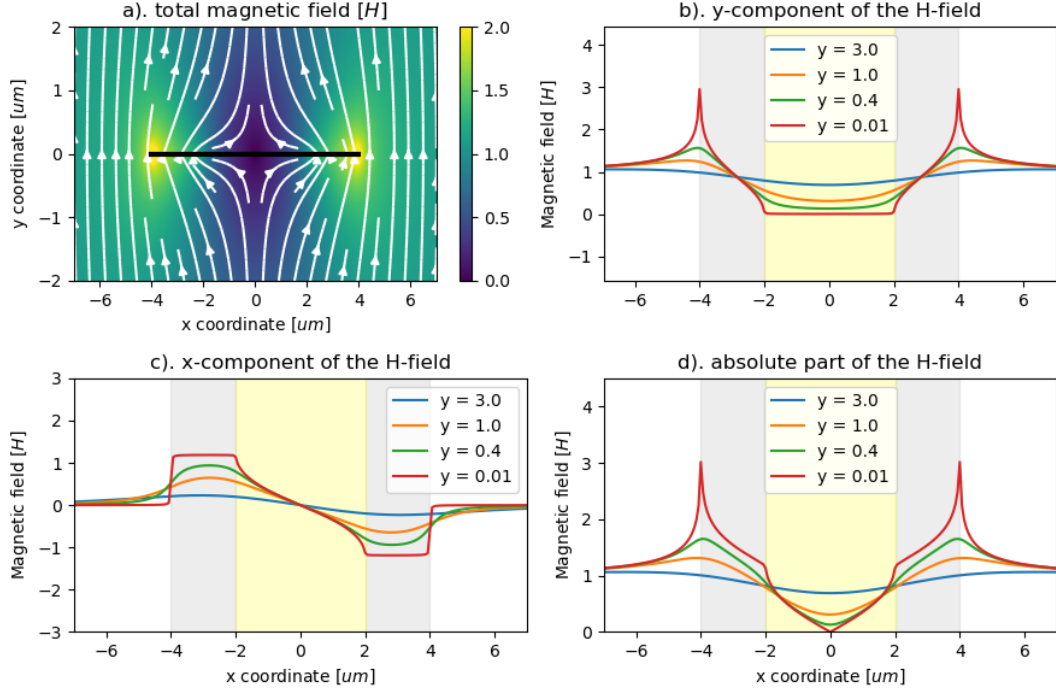 a). total magnetic field [H]
2
1
0
−1
−2
y coordinate [um]
−6 −4 −2 0 2 4 6
x coordinate [um]
2.0
1.5
1.0
0.5
0.0
b). y-component of the H-field
4
3
2
1
0
−1
Magnetic field [H]
y = 3.0
y = 1.0
y = 0.4
y = 0.01
−6 −4 −2 0 2 4 6
c). x-component of the H-field
3
2
1
0
−1
−2
−3
Magnetic field [H]
y = 3.0
y = 1.0
y = 0.4
y = 0.01
−6 −4 −2 0 2 4 6
x coordinate [um]
d). absolute part of the H-field
4
3
2
1
0
Magnetic field [H]
y = 3.0
y = 1.0
y = 0.4
y = 0.01
−6 −4 −2 0 2 4 6
x coordinate [um]